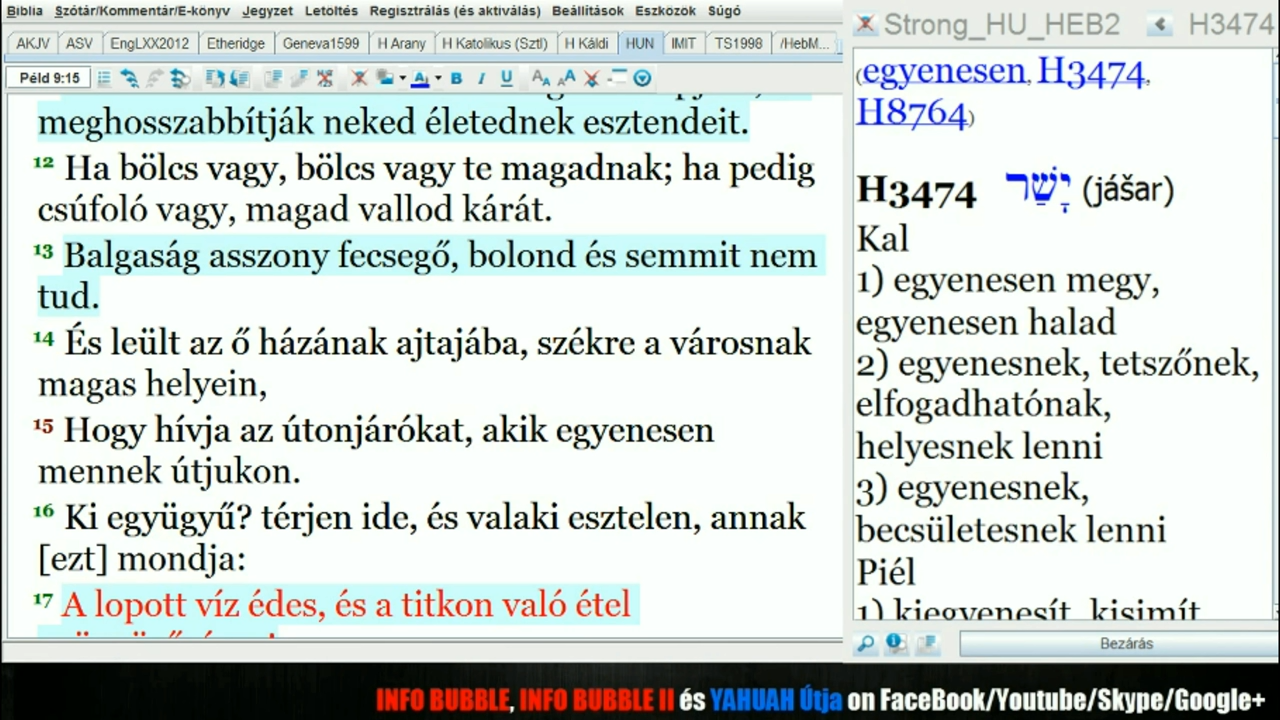 Biblia Szótár/Kommentár/E-könyv Jegyzet Letöltés Regisztrálás (és aktiválás) Beállítások Eszközök Súgó
AKJV ASV EngLXX2012 Etheridge Geneva1599 H Arany H Katolikus (SztI) H Káldi HUN IMIT TS1998 /HebM...
Péld 9:15
meghosszabbítják neked életednek esztendeit.
12 Ha bölcs vagy, bölcs vagy te magadnak; ha pedig
csúfoló vagy, magad vallod kárát.
13 Balgaság asszony fecsegő, bolond és semmit nem
tud.
14 És leült az ő házának ajtajába, székre a városnak
magas helyein,
15 Hogy hívja az útonjárókat, akik egyenesen
mennek útjukon.
16 Ki együgyű? térjen ide, és valaki esztelen, annak
[ezt] mondja:
17 A lopott víz édes, és a titkon való étel
Strong_HU_HEB2 H3474
(egyenesen, H3474,
H8764)
H3474 יָשַׁר (jášar)
Kal
1) egyenesen megy,
egyenesen halad
2) egyenesnek, tetszőnek,
elfogadhatónak,
helyesnek lenni
3) egyenesnek,
becsületesnek lenni
Piél
1) kiegyenesít, kisimít
Bezárás
INFO BUBBLE, INFO BUBBLE II és YAHUAH Útja on FaceBook/Youtube/Skype/Google+